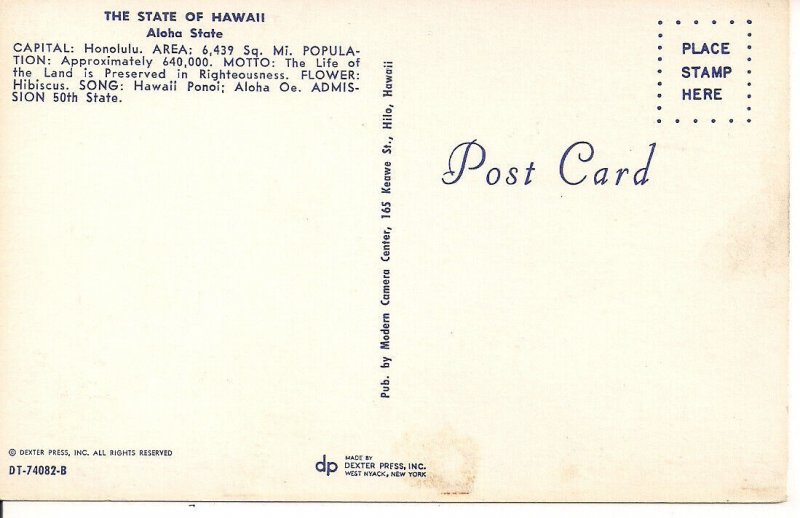 THE STATE OF HAWAII
Aloha State
CAPITAL: Honolulu. AREA; 6,439 Sq. Mi. POPULA-
TION: Approximately 640,000. MOTTO: The Life of
the Land is Preserved in Righteousness. FLOWER:
Hibiscus. SONG: Hawaii Ponoi; Aloha Oe. ADMIS-
SION 50th State.
PLACE
STAMP
HERE
Post Card
Pub. by Modern Camera Center, 165 Keawe St., Hilo, Hawaii
© DEXTER PRESS, INC. ALL RIGHTS RESERVED
DT-74082-B
dp
MADE BY
DEXTER PRESS, INC.
WEST NYACK, NEW YORK